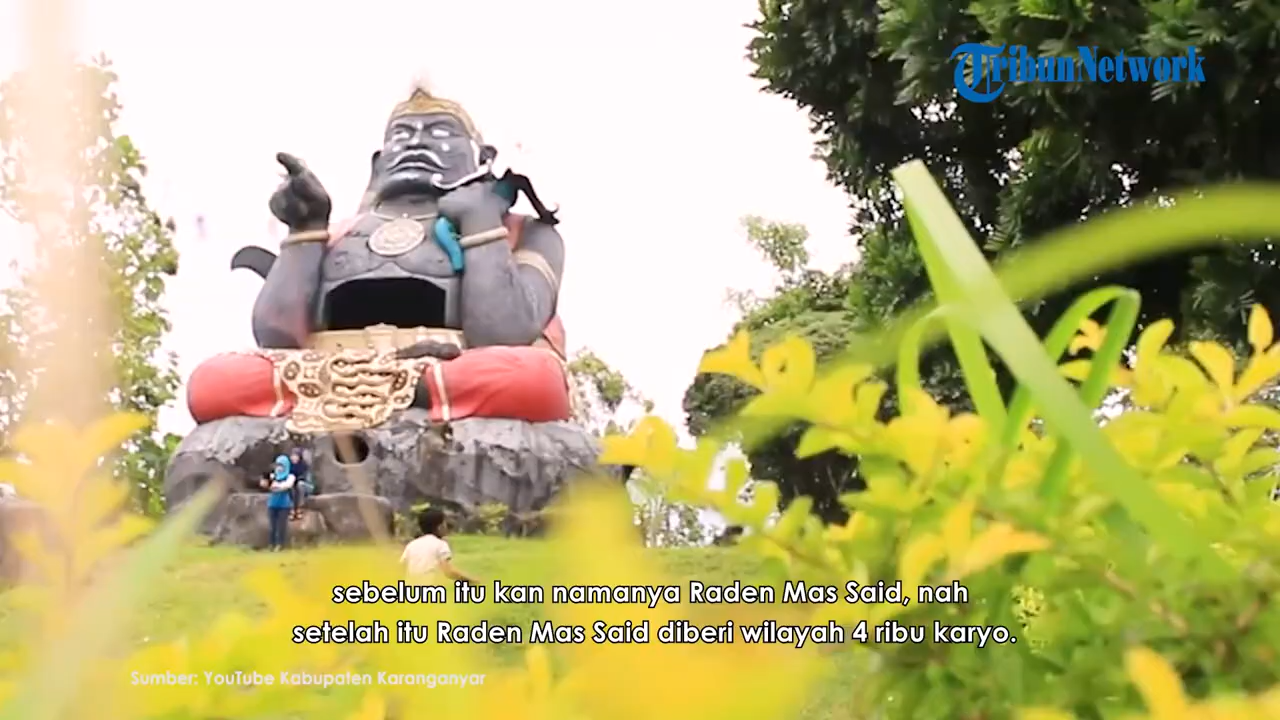 TribunNetwork
sebelum itu kan namanya Raden Mas Said, nah
setelah itu Raden Mas Said diberi wilayah 4 ribu karyo.
Sumber: YouTube Kabupaten Karanganyar